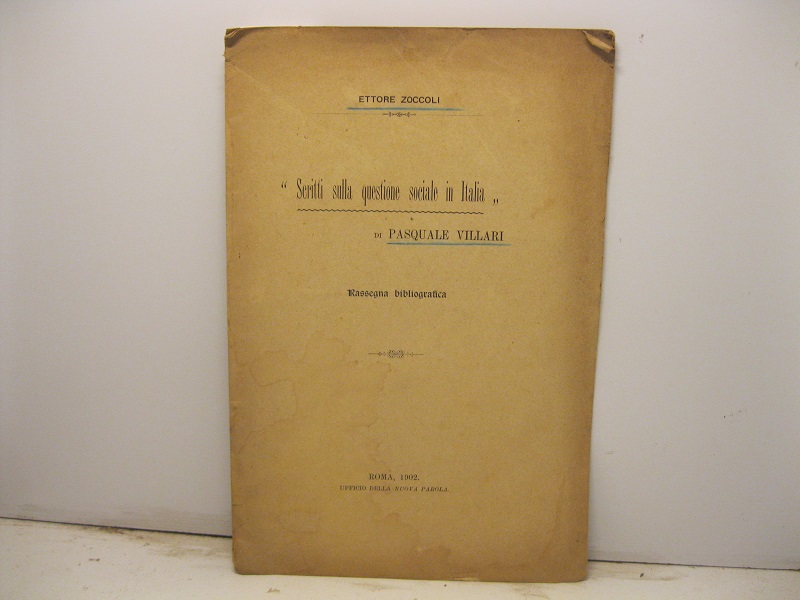 ETTORE ZOCCOLI
“ Scritti sulla questione sociale in Italia „
DI PASQUALE VILLARI
Rassegna bibliografica
ROMA, 1902.
UFFICIO DELLA NUOVA PAROLA.